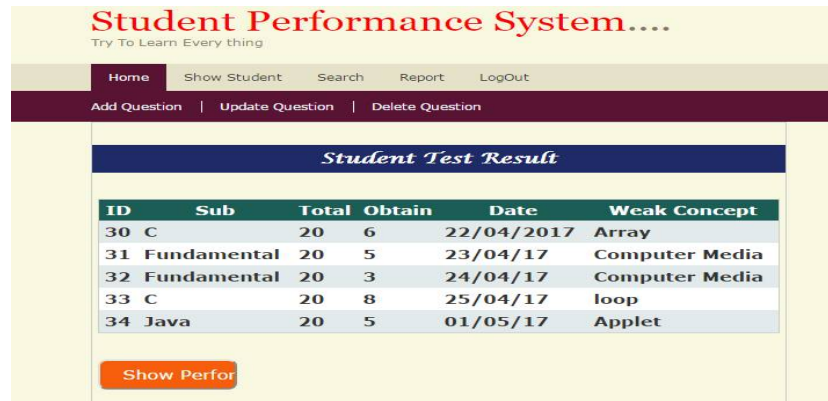 Student Performance System....
Try To Learn Every thing
Home Show Student Search Report LogOut
Add Question | Update Question | Delete Question
Student Test Result
ID Sub Total Obtain Date Weak Concept
30 C 20 6 22/04/2017 Array
31 Fundamental 20 5 23/04/17 Computer Media
32 Fundamental 20 3 24/04/17 Computer Media
33 C 20 8 25/04/17 loop
34 Java 20 5 01/05/17 Applet
Show Perfor